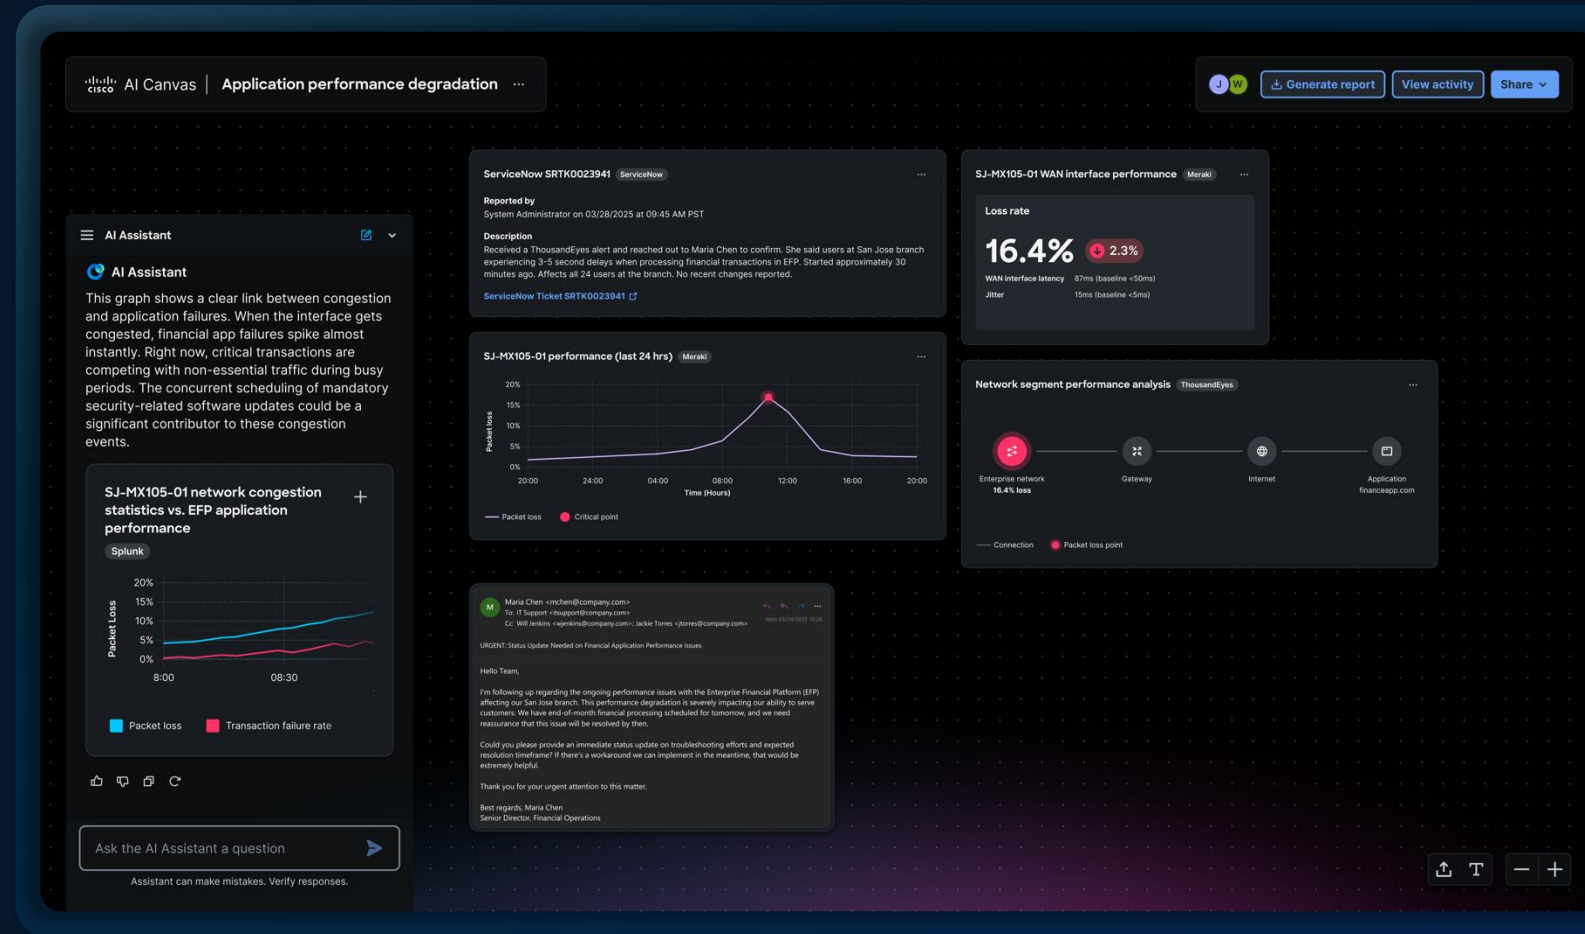 cisco AI Canvas | Application performance degradation ...
J W Generate report View activity Share
AI Assistant
AI Assistant
This graph shows a clear link between congestion
and application failures. When the interface gets
congested, financial app failures spike almost
instantly. Right now, critical transactions are
competing with non-essential traffic during busy
periods. The concurrent scheduling of mandatory
security-related software updates could be a
significant contributor to these congestion
events.
SJ-MX105-01 network congestion
statistics vs. EFP application
performance
Splunk
Packet Loss
20%
15%
10%
5%
0%
8:00 08:30
Packet loss Transaction failure rate
Ask the AI Assistant a question
Assistant can make mistakes. Verify responses.
ServiceNow SRTK0023941 ServiceNow
Reported by
System Administrator on 03/28/2025 at 09:45 AM PST
Description
Received a ThousandEyes alert and reached out to Maria Chen to confirm. She said users at San Jose branch
experiencing 3-5 second delays when processing financial transactions in EFP. Started approximately 30
minutes ago. Affects all 24 users at the branch. No recent changes reported.
ServiceNow Ticket SRTK0023941
SJ-MX105-01 WAN interface performance Meraki
Loss rate
16.4% 2.3%
WAN interface latency 87ms (baseline <50ms)
Jitter 15ms (baseline <5ms)
SJ-MX105-01 performance (last 24 hrs) Meraki
Packet loss
20%
15%
10%
5%
0%
20:00 24:00 04:00 08:00 12:00 16:00 20:00
Time (Hours)
Packet loss Critical point
Network segment performance analysis ThousandEyes
Enterprise network
16.4% loss
Gateway
Internet
Application
financeapp.com
Connection Packet loss point
M
Maria Chen <mchen@company.com>
To: IT Support <itsupport@company.com>
Cc: Will Jenkins <wjenkins@company.com>; Jackie Torres <jtorres@company.com>
Mon 03/24/2025 16:26
URGENT: Status Update Needed on Financial Application Performance Issues
Hello Team,
I'm following up regarding the ongoing performance issues with the Enterprise Financial Platform (EFP)
affecting our San Jose branch. This performance degradation is severely impacting our ability to serve
customers. We have end-of-month financial processing scheduled for tomorrow, and we need
reassurance that this issue will be resolved by then.
Could you please provide an immediate status update on troubleshooting efforts and expected
resolution timeframe? If there's a workaround we can implement in the meantime, that would be
extremely helpful.
Thank you for your urgent attention to this matter.
Best regards, Maria Chen
Senior Director, Financial Operations
T